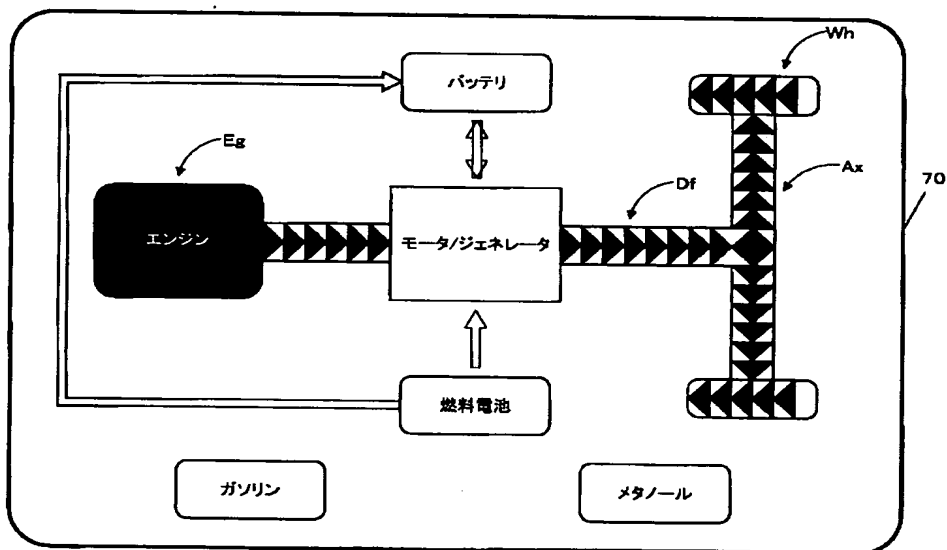 Wh
バッテリ
Eg
Df
Ax
70
エンジン
モータ/ジェネレータ
燃料電池
ガソリン
メタノール